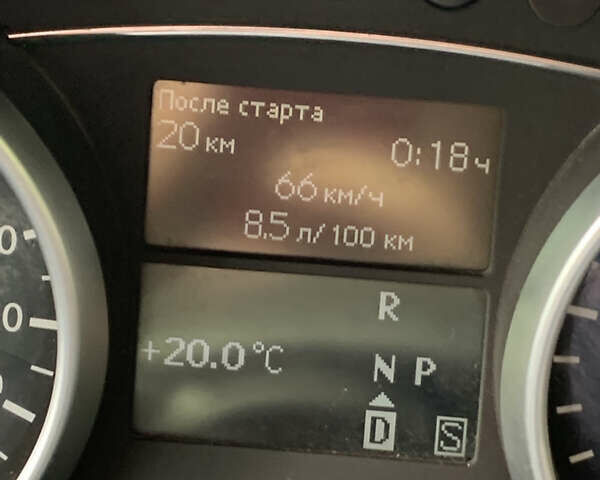 После старта
20 км 0:18 ч
66 км/ч
8.5 л/100 км
R
+20.0 °C N P
D S